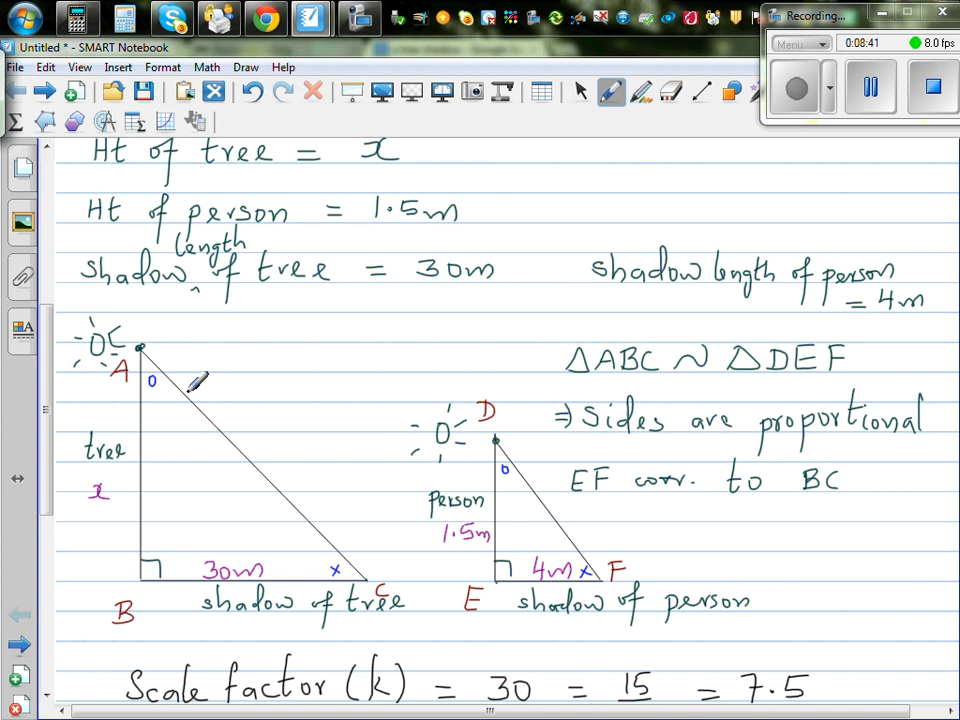 Recording...
Untitled * - SMART Notebook
Menu
0:08:41
8.0 fps
File Edit View Insert Format Math Draw Help
Ht of tree = x
Ht of person = 1.5m
length
shadow ^ of tree = 30m
shadow length of person
= 4m
A
0
tree
x
30m
x
C
B
shadow of tree
D
0
person
1.5m
4m
x
F
E
shadow of person
△ABC ~ △DEF
⇒ Sides are proportional
EF corr. to BC
Scale factor (k) = 30 = 15 = 7.5